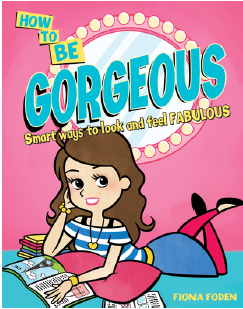 HOW
TO
BE
GORGEOUS
Smart ways to look and feel FABULOUS
FIONA FODEN